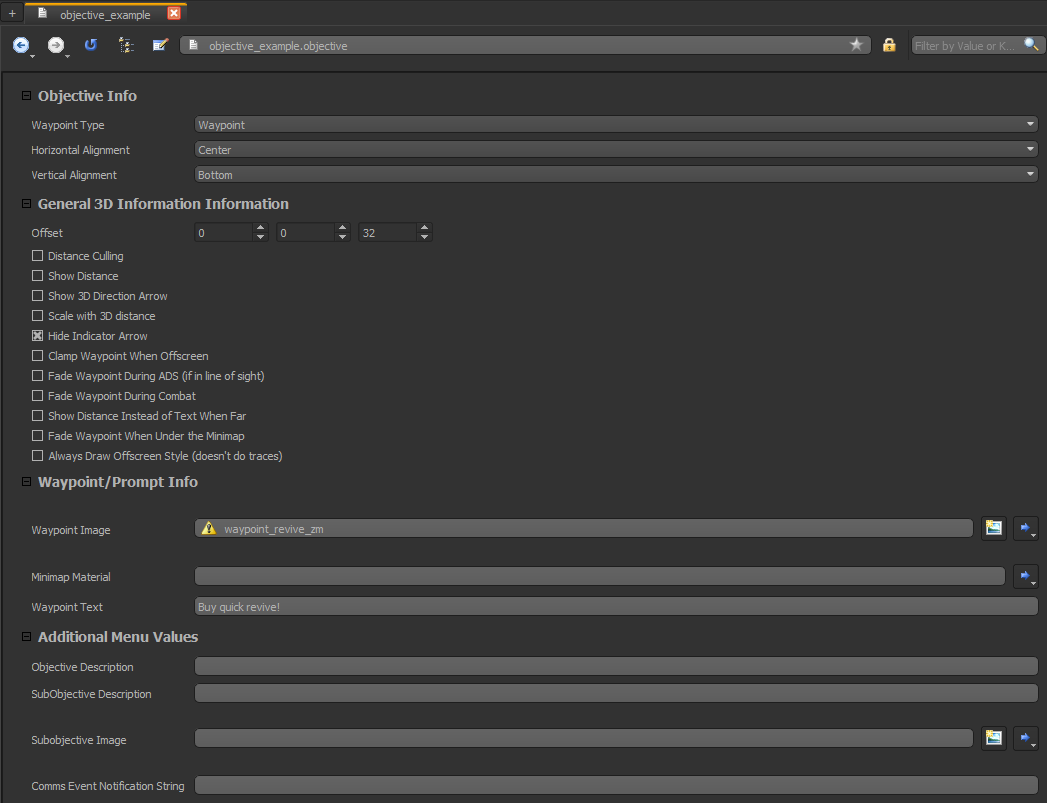 + objective_example
objective_example.objective Filter by Value or K...
Objective Info
Waypoint Type Waypoint
Horizontal Alignment Center
Vertical Alignment Bottom
General 3D Information Information
Offset 0 0 32
Distance Culling
Show Distance
Show 3D Direction Arrow
Scale with 3D distance
Hide Indicator Arrow
Clamp Waypoint When Offscreen
Fade Waypoint During ADS (if in line of sight)
Fade Waypoint During Combat
Show Distance Instead of Text When Far
Fade Waypoint When Under the Minimap
Always Draw Offscreen Style (doesn't do traces)
Waypoint/Prompt Info
Waypoint Image waypoint_revive_zm
Minimap Material
Waypoint Text Buy quick revive!
Additional Menu Values
Objective Description
SubObjective Description
Subobjective Image
Comms Event Notification String